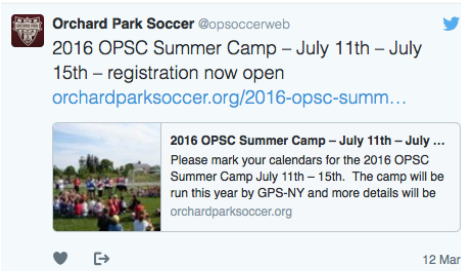 Orchard Park Soccer @opsoccerweb
2016 OPSC Summer Camp – July 11th – July
15th – registration now open
orchardparksoccer.org/2016-opsc-summ…
2016 OPSC Summer Camp – July 11th – July ...
Please mark your calendars for the 2016 OPSC
Summer Camp July 11th – 15th. The camp will be
run this year by GPS-NY and more details will be
orchardparksoccer.org
12 Mar